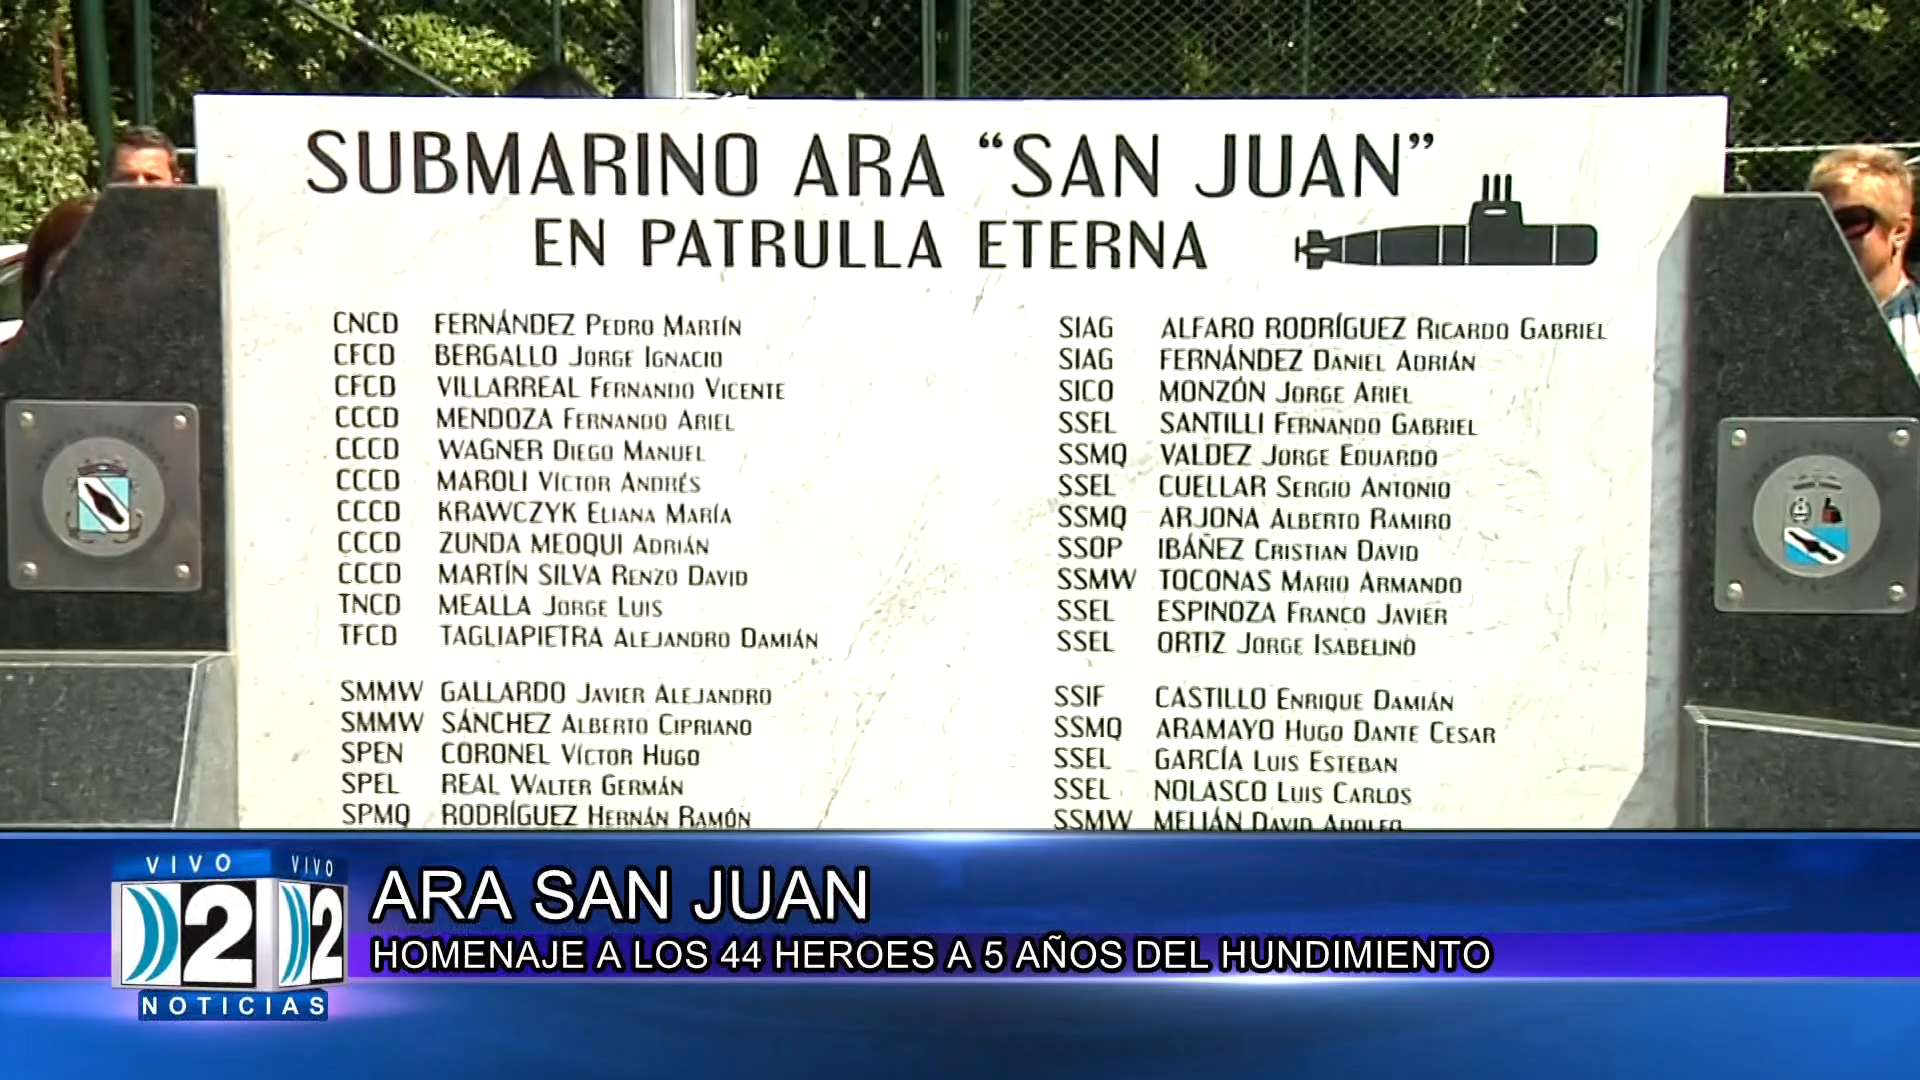 SUBMARINO ARA “SAN JUAN”
EN PATRULLA ETERNA
CNCD FERNÁNDEZ PEDRO MARTÍN
CFCD BERGALLO JORGE IGNACIO
CFCD VILLARREAL FERNANDO VICENTE
CCCD MENDOZA FERNANDO ARIEL
CCCD WAGNER DIEGO MANUEL
CCCD MAROLI VÍCTOR ANDRÉS
CCCD KRAWCZYK ELIANA MARÍA
CCCD ZUNDA MEOQUI ADRIÁN
CCCD MARTÍN SILVA RENZO DAVID
TNCD MEALLA JORGE LUIS
TFCD TAGLIAPIETRA ALEJANDRO DAMIÁN
SMMW GALLARDO JAVIER ALEJANDRO
SMMW SÁNCHEZ ALBERTO CIPRIANO
SPEN CORONEL VÍCTOR HUGO
SPEL REAL WALTER GERMÁN
SPMQ RODRÍGUEZ HERNÁN RAMÓN
SIAG ALFARO RODRÍGUEZ RICARDO GABRIEL
SIAG FERNÁNDEZ DANIEL ADRIÁN
SICO MONZÓN JORGE ARIEL
SSEL SANTILLI FERNANDO GABRIEL
SSMQ VALDEZ JORGE EDUARDO
SSEL CUELLAR SERGIO ANTONIO
SSMQ ARJONA ALBERTO RAMIRO
SSOP IBÁÑEZ CRISTIAN DAVID
SSMW TOCONAS MARIO ARMANDO
SSEL ESPINOZA FRANCO JAVIER
SSEL ORTIZ JORGE ISABELINO
SSIF CASTILLO ENRIQUE DAMIÁN
SSMQ ARAMAYO HUGO DANTE CESAR
SSEL GARCÍA LUIS ESTEBAN
SSEL NOLASCO LUIS CARLOS
SSMW MELIÁN DAVID ADOLFO
VIVO VIVO
2 2
NOTICIAS
ARA SAN JUAN
HOMENAJE A LOS 44 HEROES A 5 AÑOS DEL HUNDIMIENTO